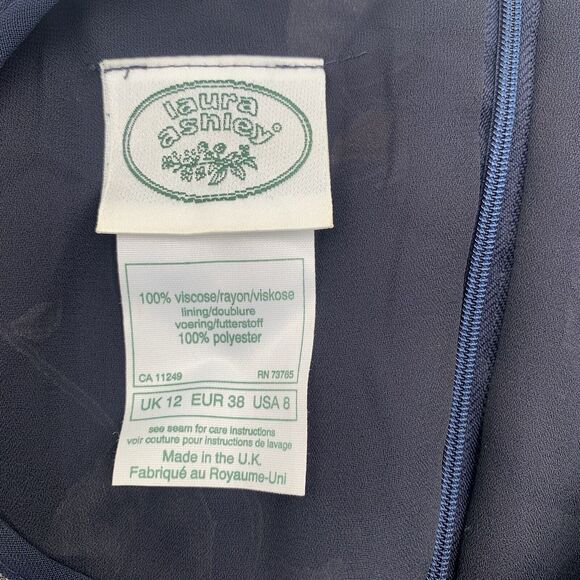 laura
ashley®
100% viscose/rayon/viskose
lining/doublure
voering/futterstoff
100% polyester
CA 11249 RN 73765
UK 12 EUR 38 USA 8
see seam for care instructions
voir couture pour instructions de lavage
Made in the U.K.
Fabriqué au Royaume-Uni